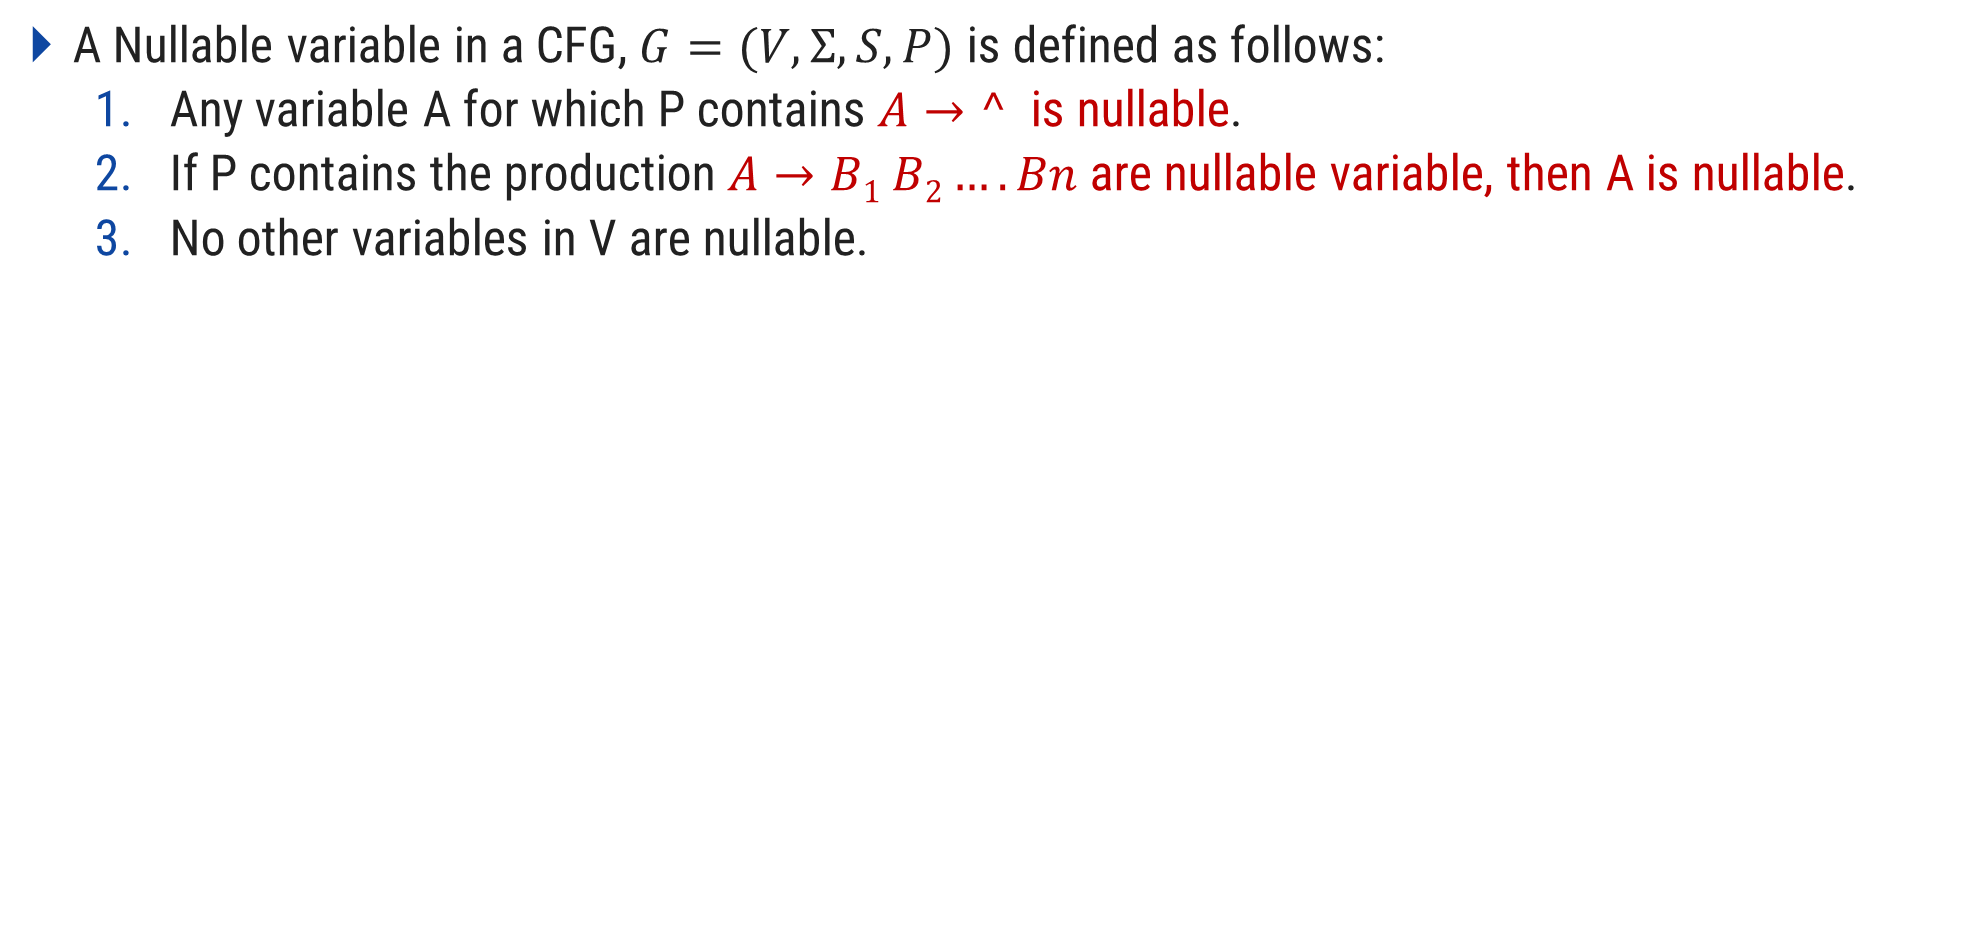 A Nullable variable in a CFG, G = (V, Σ, S, P) is defined as follows:
1. Any variable A for which P contains A → ^ is nullable.
2. If P contains the production A → B₁ B₂ .... Bn are nullable variable, then A is nullable.
3. No other variables in V are nullable.